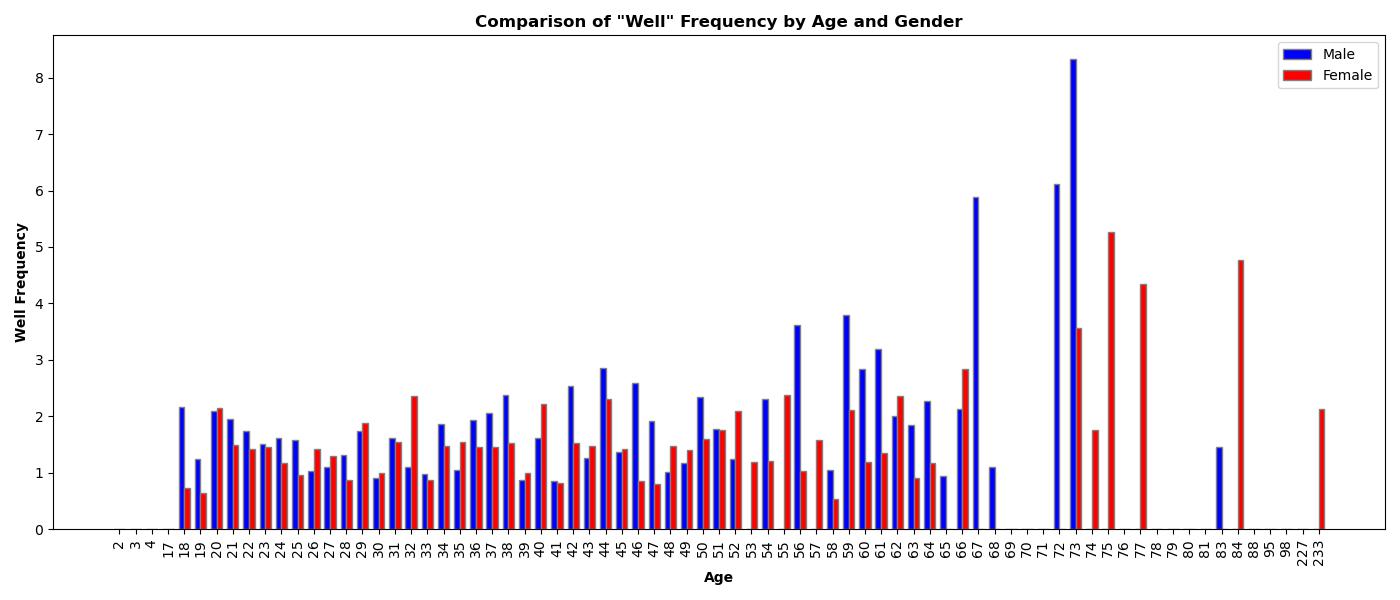 Comparison of "Well" Frequency by Age and Gender
Male
Female
8
7
6
5
4
3
2
1
0
Well Frequency
2 3 4 17 18 19 20 21 22 23 24 25 26 27 28 29 30 31 32 33 34 35 36 37 38 39 40 41 42 43 44 45 46 47 48 49 50 51 52 53 54 55 56 57 58 59 60 61 62 63 64 65 66 67 68 69 70 71 72 73 74 75 76 77 78 79 80 81 83 84 88 95 98 227 233
Age